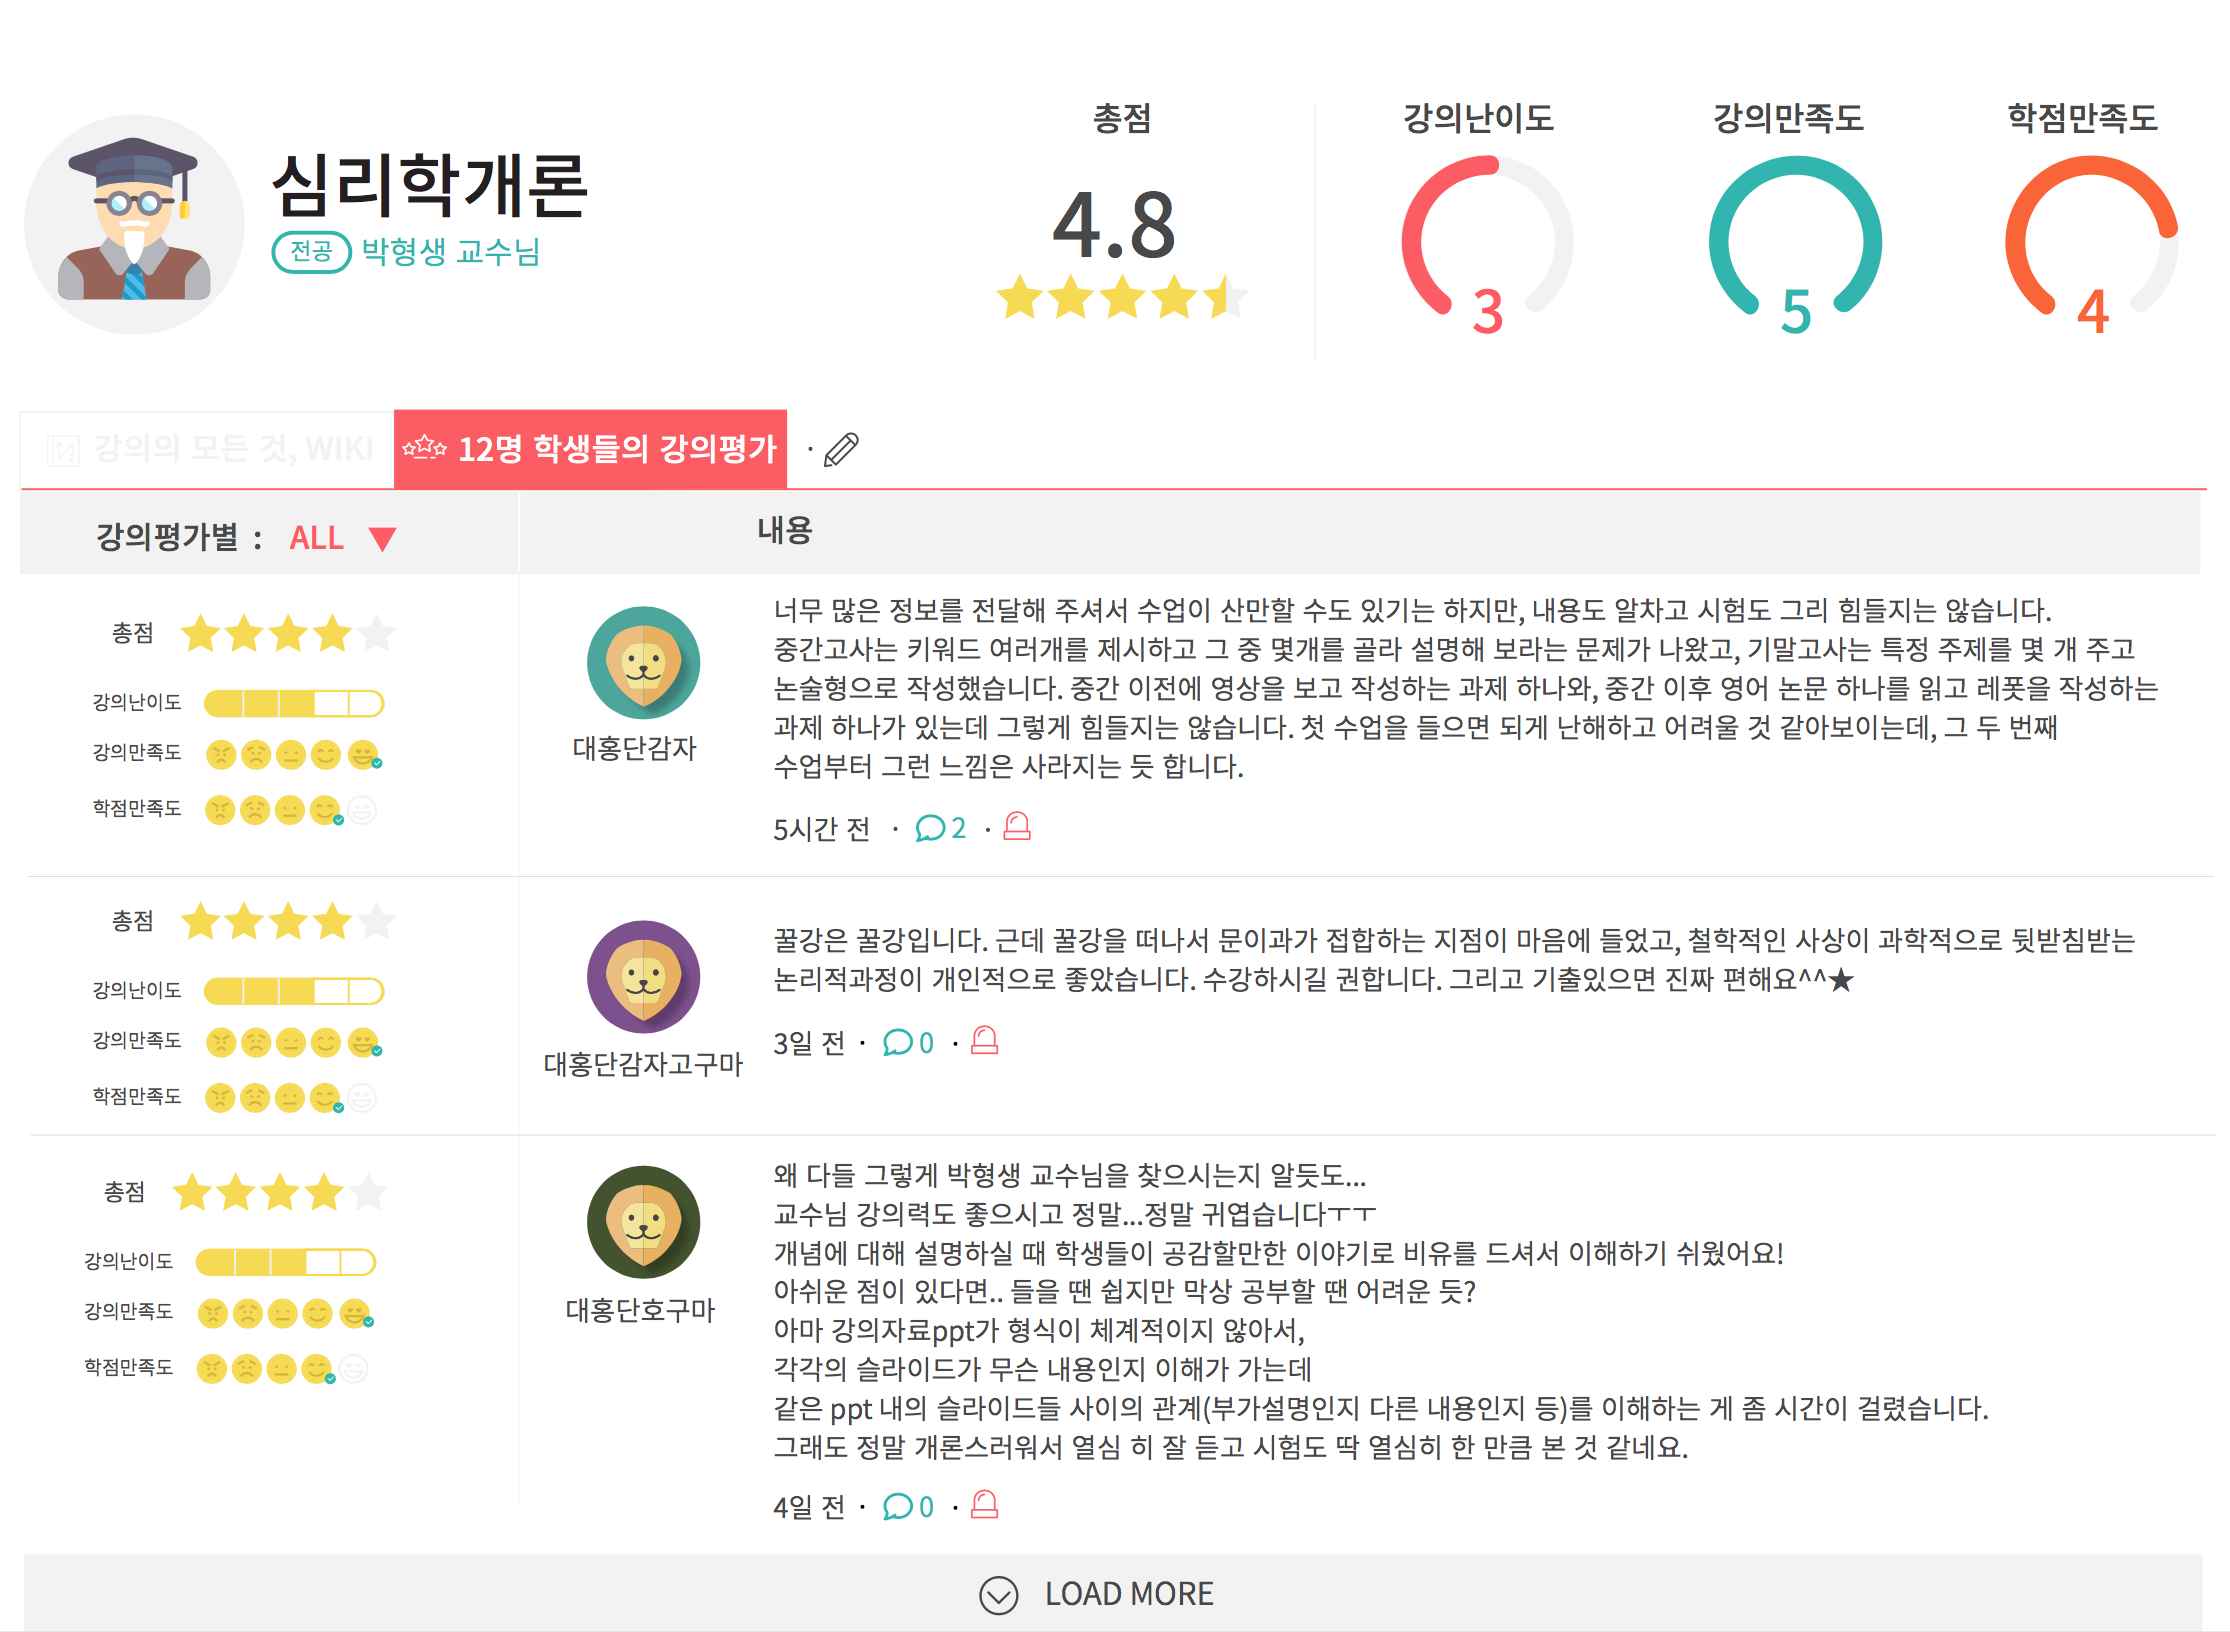 총점
강의난이도
강의만족도
학점만족도
심리학개론
전공 박형생 교수님
4.8
3
5
4
강의의 모든 것, WIKI
12명 학생들의 강의평가
강의평가별 : ALL ▼
내용
총점
강의난이도
강의만족도
학점만족도
대홍단감자
너무 많은 정보를 전달해 주셔서 수업이 산만할 수도 있기는 하지만, 내용도 알차고 시험도 그리 힘들지는 않습니다.
중간고사는 키워드 여러개를 제시하고 그 중 몇개를 골라 설명해 보라는 문제가 나왔고, 기말고사는 특정 주제를 몇 개 주고
논술형으로 작성했습니다. 중간 이전에 영상을 보고 작성하는 과제 하나와, 중간 이후 영어 논문 하나를 읽고 레폿을 작성하는
과제 하나가 있는데 그렇게 힘들지는 않습니다. 첫 수업을 들으면 되게 난해하고 어려울 것 같아보이는데, 그 두 번째
수업부터 그런 느낌은 사라지는 듯 합니다.
5시간 전 · 2 ·
총점
강의난이도
강의만족도
학점만족도
대홍단감자고구마
꿀강은 꿀강입니다. 근데 꿀강을 떠나서 문이과가 접합하는 지점이 마음에 들었고, 철학적인 사상이 과학적으로 뒷받침받는
논리적과정이 개인적으로 좋았습니다. 수강하시길 권합니다. 그리고 기출있으면 진짜 편해요^^★
3일 전 · 0 ·
총점
강의난이도
강의만족도
학점만족도
대홍단호구마
왜 다들 그렇게 박형생 교수님을 찾으시는지 알듯도...
교수님 강의력도 좋으시고 정말...정말 귀엽습니다ㅜㅜ
개념에 대해 설명하실 때 학생들이 공감할만한 이야기로 비유를 드셔서 이해하기 쉬웠어요!
아쉬운 점이 있다면.. 들을 땐 쉽지만 막상 공부할 땐 어려운 듯?
아마 강의자료ppt가 형식이 체계적이지 않아서,
각각의 슬라이드가 무슨 내용인지 이해가 가는데
같은 ppt 내의 슬라이드들 사이의 관계(부가설명인지 다른 내용인지 등)를 이해하는 게 좀 시간이 걸렸습니다.
그래도 정말 개론스러워서 열심 히 잘 듣고 시험도 딱 열심히 한 만큼 본 것 같네요.
4일 전 · 0 ·
LOAD MORE